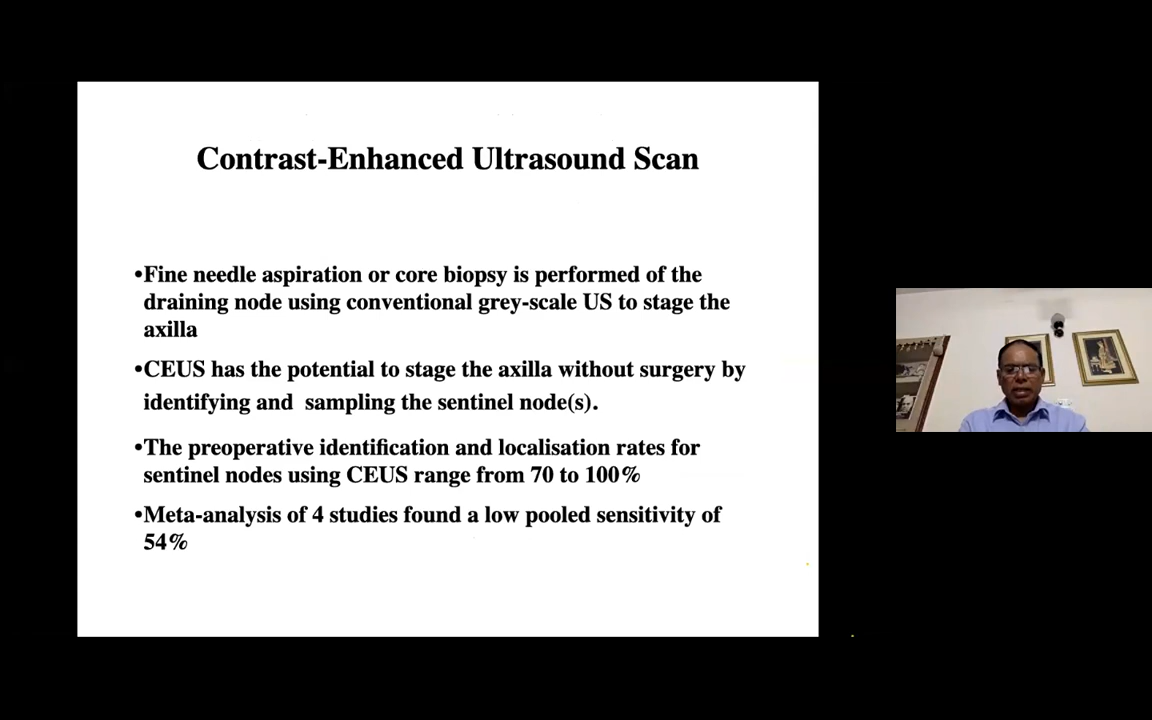 Contrast-Enhanced Ultrasound Scan
•Fine needle aspiration or core biopsy is performed of the
draining node using conventional grey-scale US to stage the
axilla
•CEUS has the potential to stage the axilla without surgery by
identifying and  sampling the sentinel node(s).
•The preoperative identification and localisation rates for
sentinel nodes using CEUS range from 70 to 100%
•Meta-analysis of 4 studies found a low pooled sensitivity of
54%